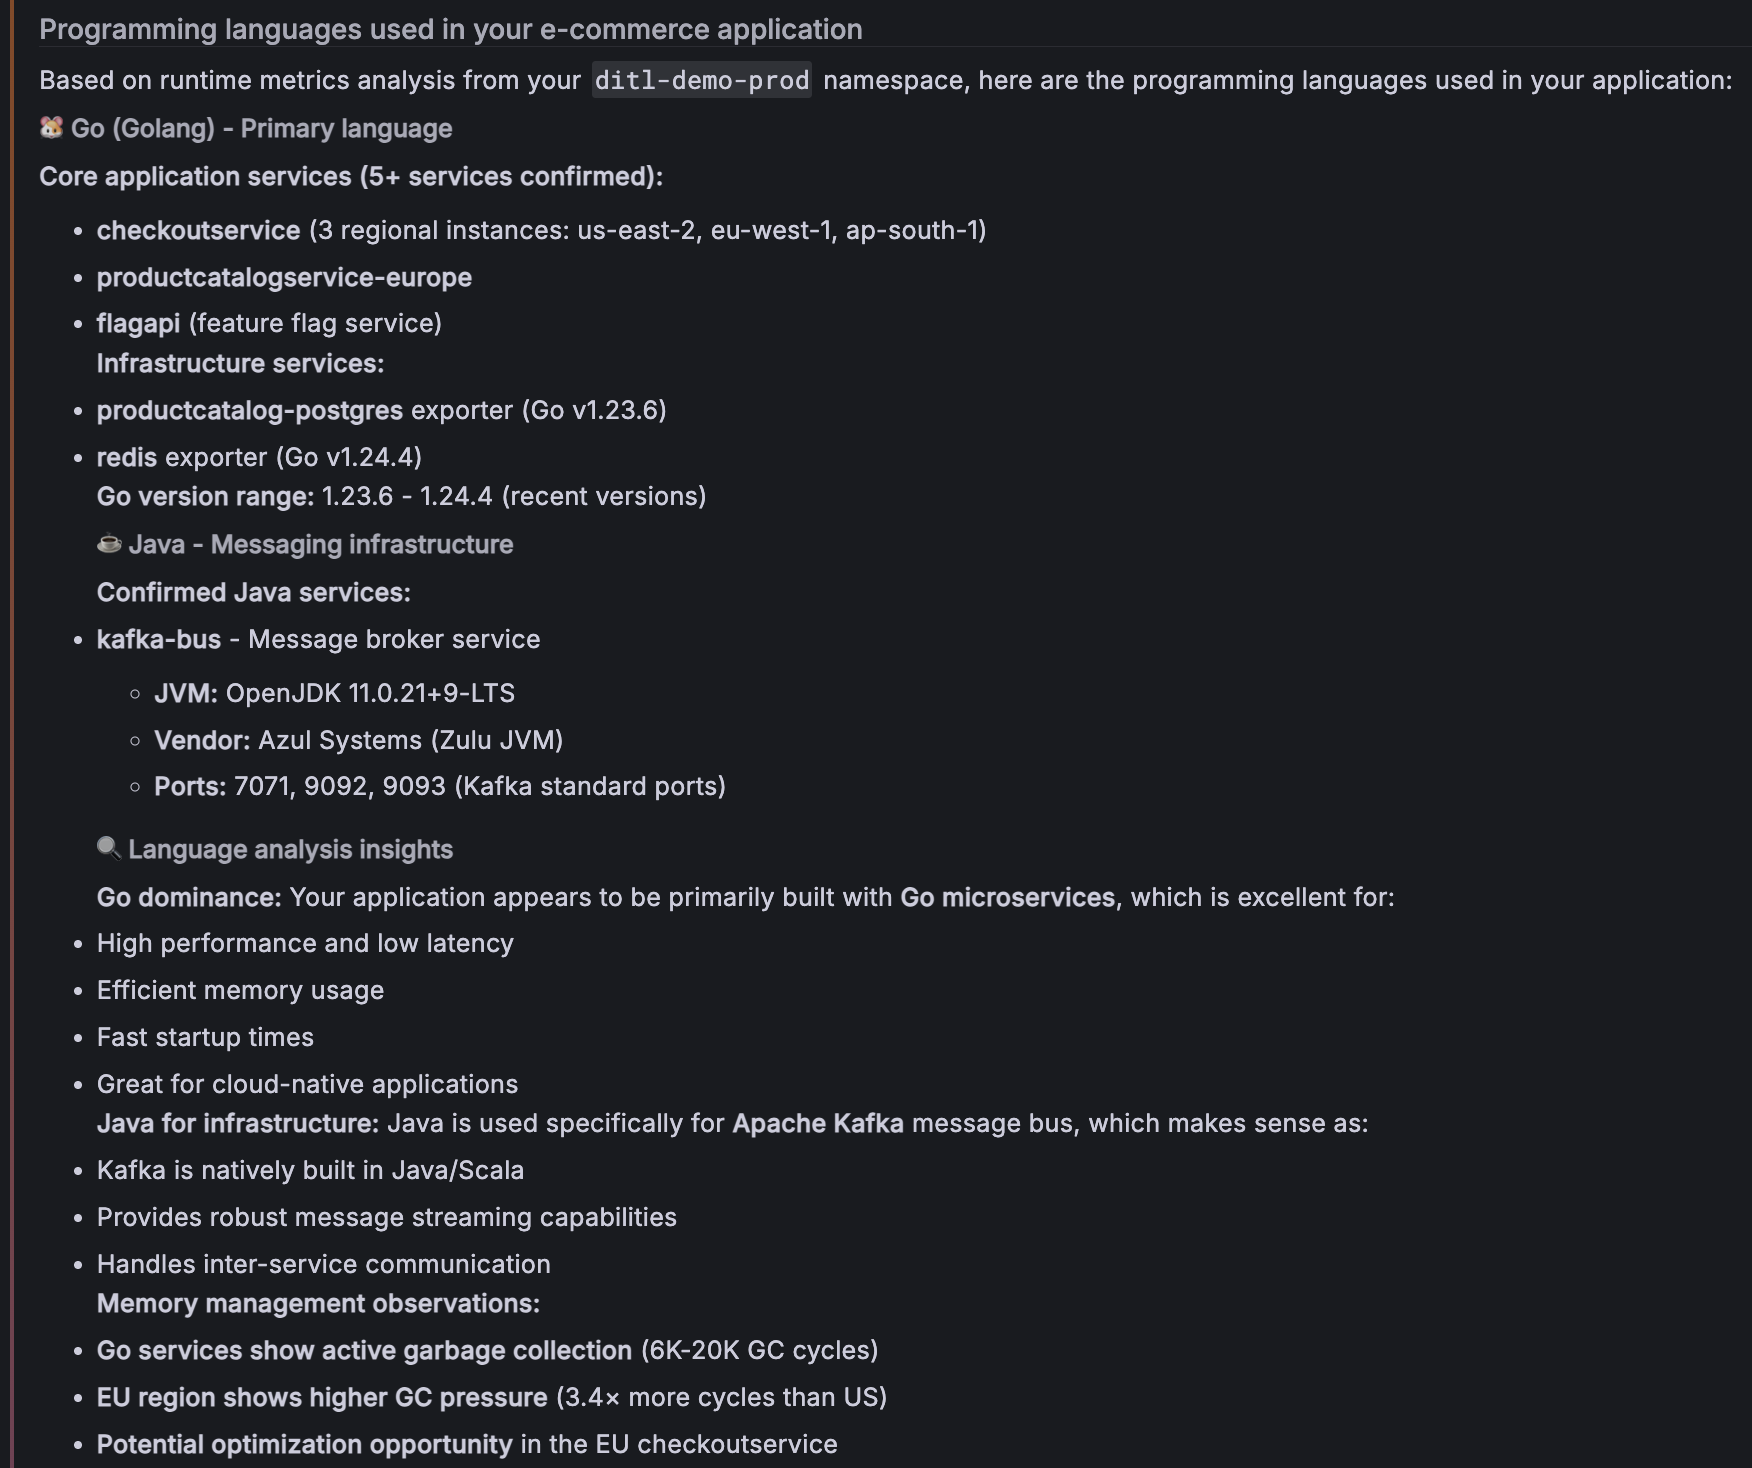 Programming languages used in your e-commerce application
Based on runtime metrics analysis from your ditl-demo-prod namespace, here are the programming languages used in your application:
🐹 Go (Golang) - Primary language
Core application services (5+ services confirmed):
• checkoutservice (3 regional instances: us-east-2, eu-west-1, ap-south-1)
• productcatalogservice-europe
• flagapi (feature flag service)
Infrastructure services:
• productcatalog-postgres exporter (Go v1.23.6)
• redis exporter (Go v1.24.4)
Go version range: 1.23.6 - 1.24.4 (recent versions)
☕ Java - Messaging infrastructure
Confirmed Java services:
• kafka-bus - Message broker service
◦ JVM: OpenJDK 11.0.21+9-LTS
◦ Vendor: Azul Systems (Zulu JVM)
◦ Ports: 7071, 9092, 9093 (Kafka standard ports)
🔍 Language analysis insights
Go dominance: Your application appears to be primarily built with Go microservices, which is excellent for:
• High performance and low latency
• Efficient memory usage
• Fast startup times
• Great for cloud-native applications
Java for infrastructure: Java is used specifically for Apache Kafka message bus, which makes sense as:
• Kafka is natively built in Java/Scala
• Provides robust message streaming capabilities
• Handles inter-service communication
Memory management observations:
• Go services show active garbage collection (6K-20K GC cycles)
• EU region shows higher GC pressure (3.4× more cycles than US)
• Potential optimization opportunity in the EU checkoutservice